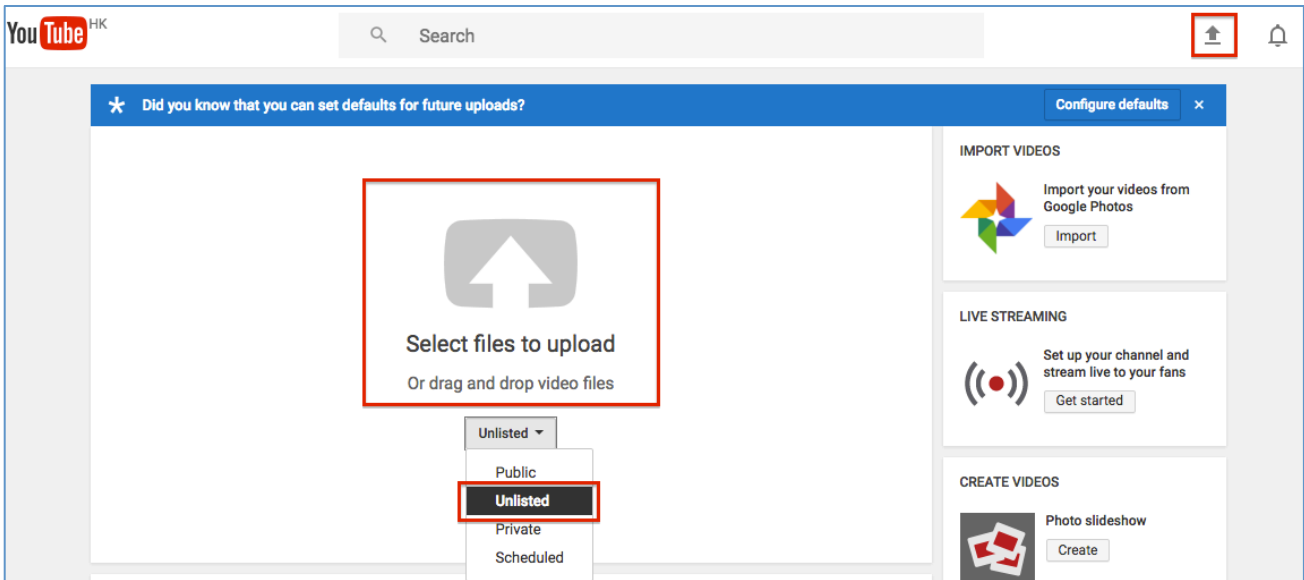 YouTube HK
Search
Did you know that you can set defaults for future uploads?
Configure defaults ×
Select files to upload
Or drag and drop video files
Unlisted
Public
Unlisted
Private
Scheduled
IMPORT VIDEOS
Import your videos from
Google Photos
Import
LIVE STREAMING
Set up your channel and
stream live to your fans
Get started
CREATE VIDEOS
Photo slideshow
Create